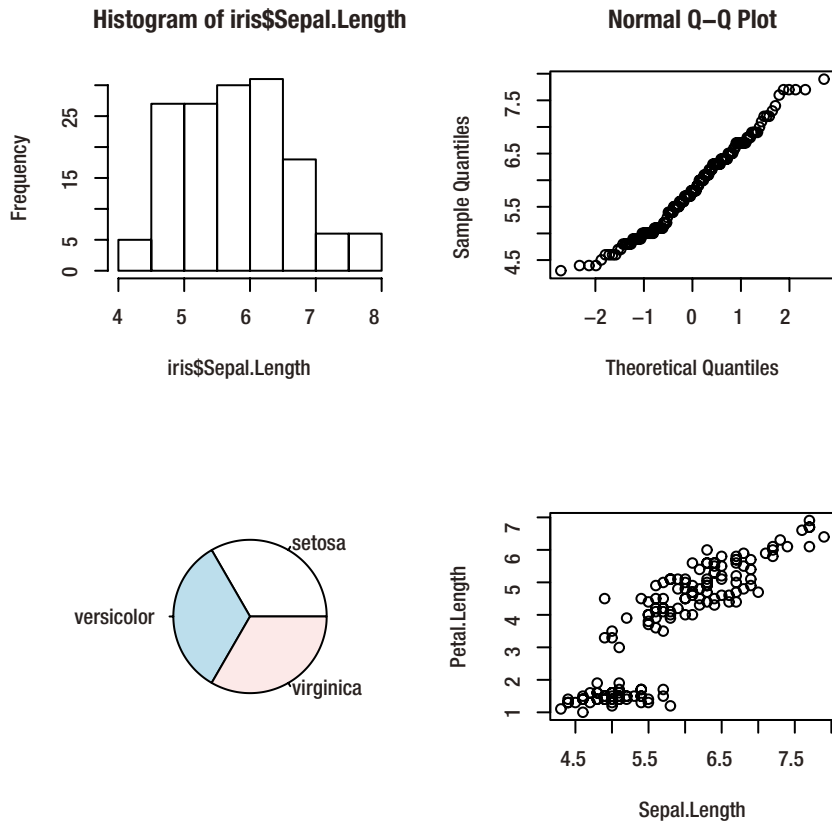 Histogram of iris$Sepal.Length
Frequency
25
15
5
0
4 5 6 7 8
iris$Sepal.Length
Normal Q–Q Plot
Sample Quantiles
7.5
6.5
5.5
4.5
–2 –1 0 1 2
Theoretical Quantiles
setosa
versicolor
virginica
Petal.Length
7
6
5
4
3
2
1
4.5 5.5 6.5 7.5
Sepal.Length